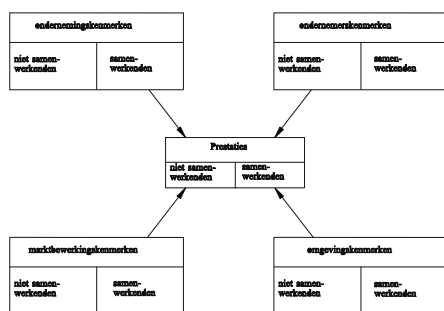 ondernemingskenmerken
niet samen-
werkenden
samen-
werkenden
ondernemerskenmerken
niet samen-
werkenden
samen-
werkenden
Prestaties
niet samen-
werkenden
samen-
werkenden
marktbewerkingskenmerken
niet samen-
werkenden
samen-
werkenden
omgevingskenmerken
niet samen-
werkenden
samen-
werkenden